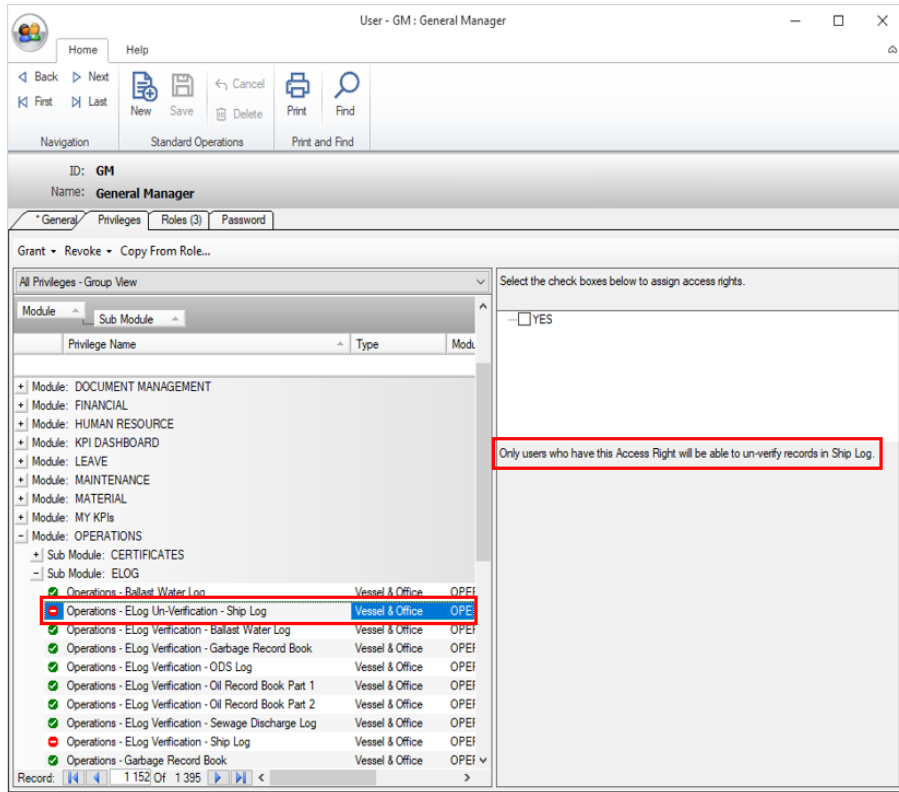 User - GM : General Manager
Home Help
Back Next
First Last
New Save Cancel Delete Print Find
Navigation Standard Operations Print and Find
ID: GM
Name: General Manager
* General Privileges Roles (3) Password
Grant Revoke Copy From Role...
All Privileges - Group View
Select the check boxes below to assign access rights.
Module
Sub Module
YES
Privilege Name Type Modu
Module: DOCUMENT MANAGEMENT
Module: FINANCIAL
Module: HUMAN RESOURCE
Module: KPI DASHBOARD
Only users who have this Access Right will be able to un-verify records in Ship Log.
Module: LEAVE
Module: MAINTENANCE
Module: MATERIAL
Module: MY KPIs
Module: OPERATIONS
Sub Module: CERTIFICATES
Sub Module: ELOG
Operations - Ballast Water Log Vessel & Office OPEF
Operations - ELog Un-Verification - Ship Log Vessel & Office OPE
Operations - ELog Verification - Ballast Water Log Vessel & Office OPEF
Operations - ELog Verification - Garbage Record Book Vessel & Office OPEF
Operations - ELog Verification - ODS Log Vessel & Office OPEF
Operations - ELog Verification - Oil Record Book Part 1 Vessel & Office OPEF
Operations - ELog Verification - Oil Record Book Part 2 Vessel & Office OPEF
Operations - ELog Verification - Sewage Discharge Log Vessel & Office OPEF
Operations - ELog Verification - Ship Log Vessel & Office OPEF
Operations - Garbage Record Book Vessel & Office OPEF
Record: 1 152 Of 1 395